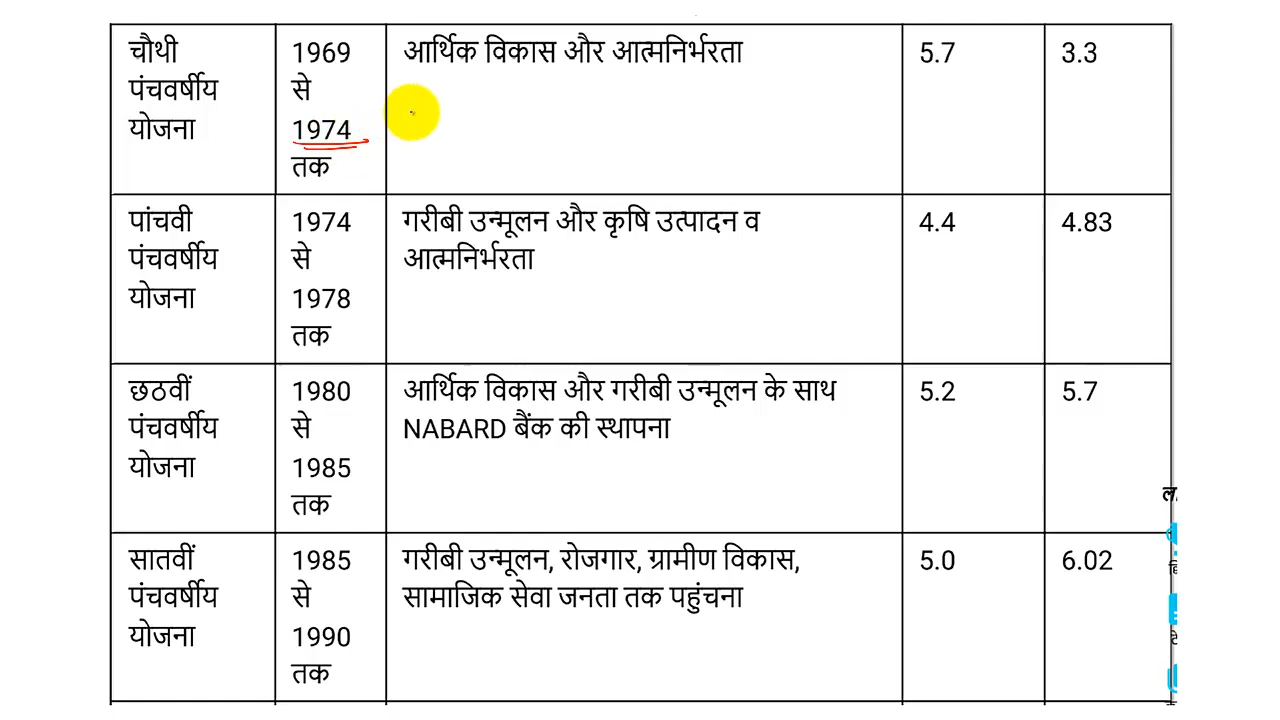 चौथी
पंचवर्षीय
योजना
1969
से
1974
तक
आर्थिक विकास और आत्मनिर्भरता
5.7
3.3
पांचवी
पंचवर्षीय
योजना
1974
से
1978
तक
गरीबी उन्मूलन और कृषि उत्पादन व
आत्मनिर्भरता
4.4
4.83
छठवीं
पंचवर्षीय
योजना
1980
से
1985
तक
आर्थिक विकास और गरीबी उन्मूलन के साथ
NABARD बैंक की स्थापना
5.2
5.7
सातवीं
पंचवर्षीय
योजना
1985
से
1990
तक
गरीबी उन्मूलन, रोजगार, ग्रामीण विकास,
सामाजिक सेवा जनता तक पहुंचना
5.0
6.02